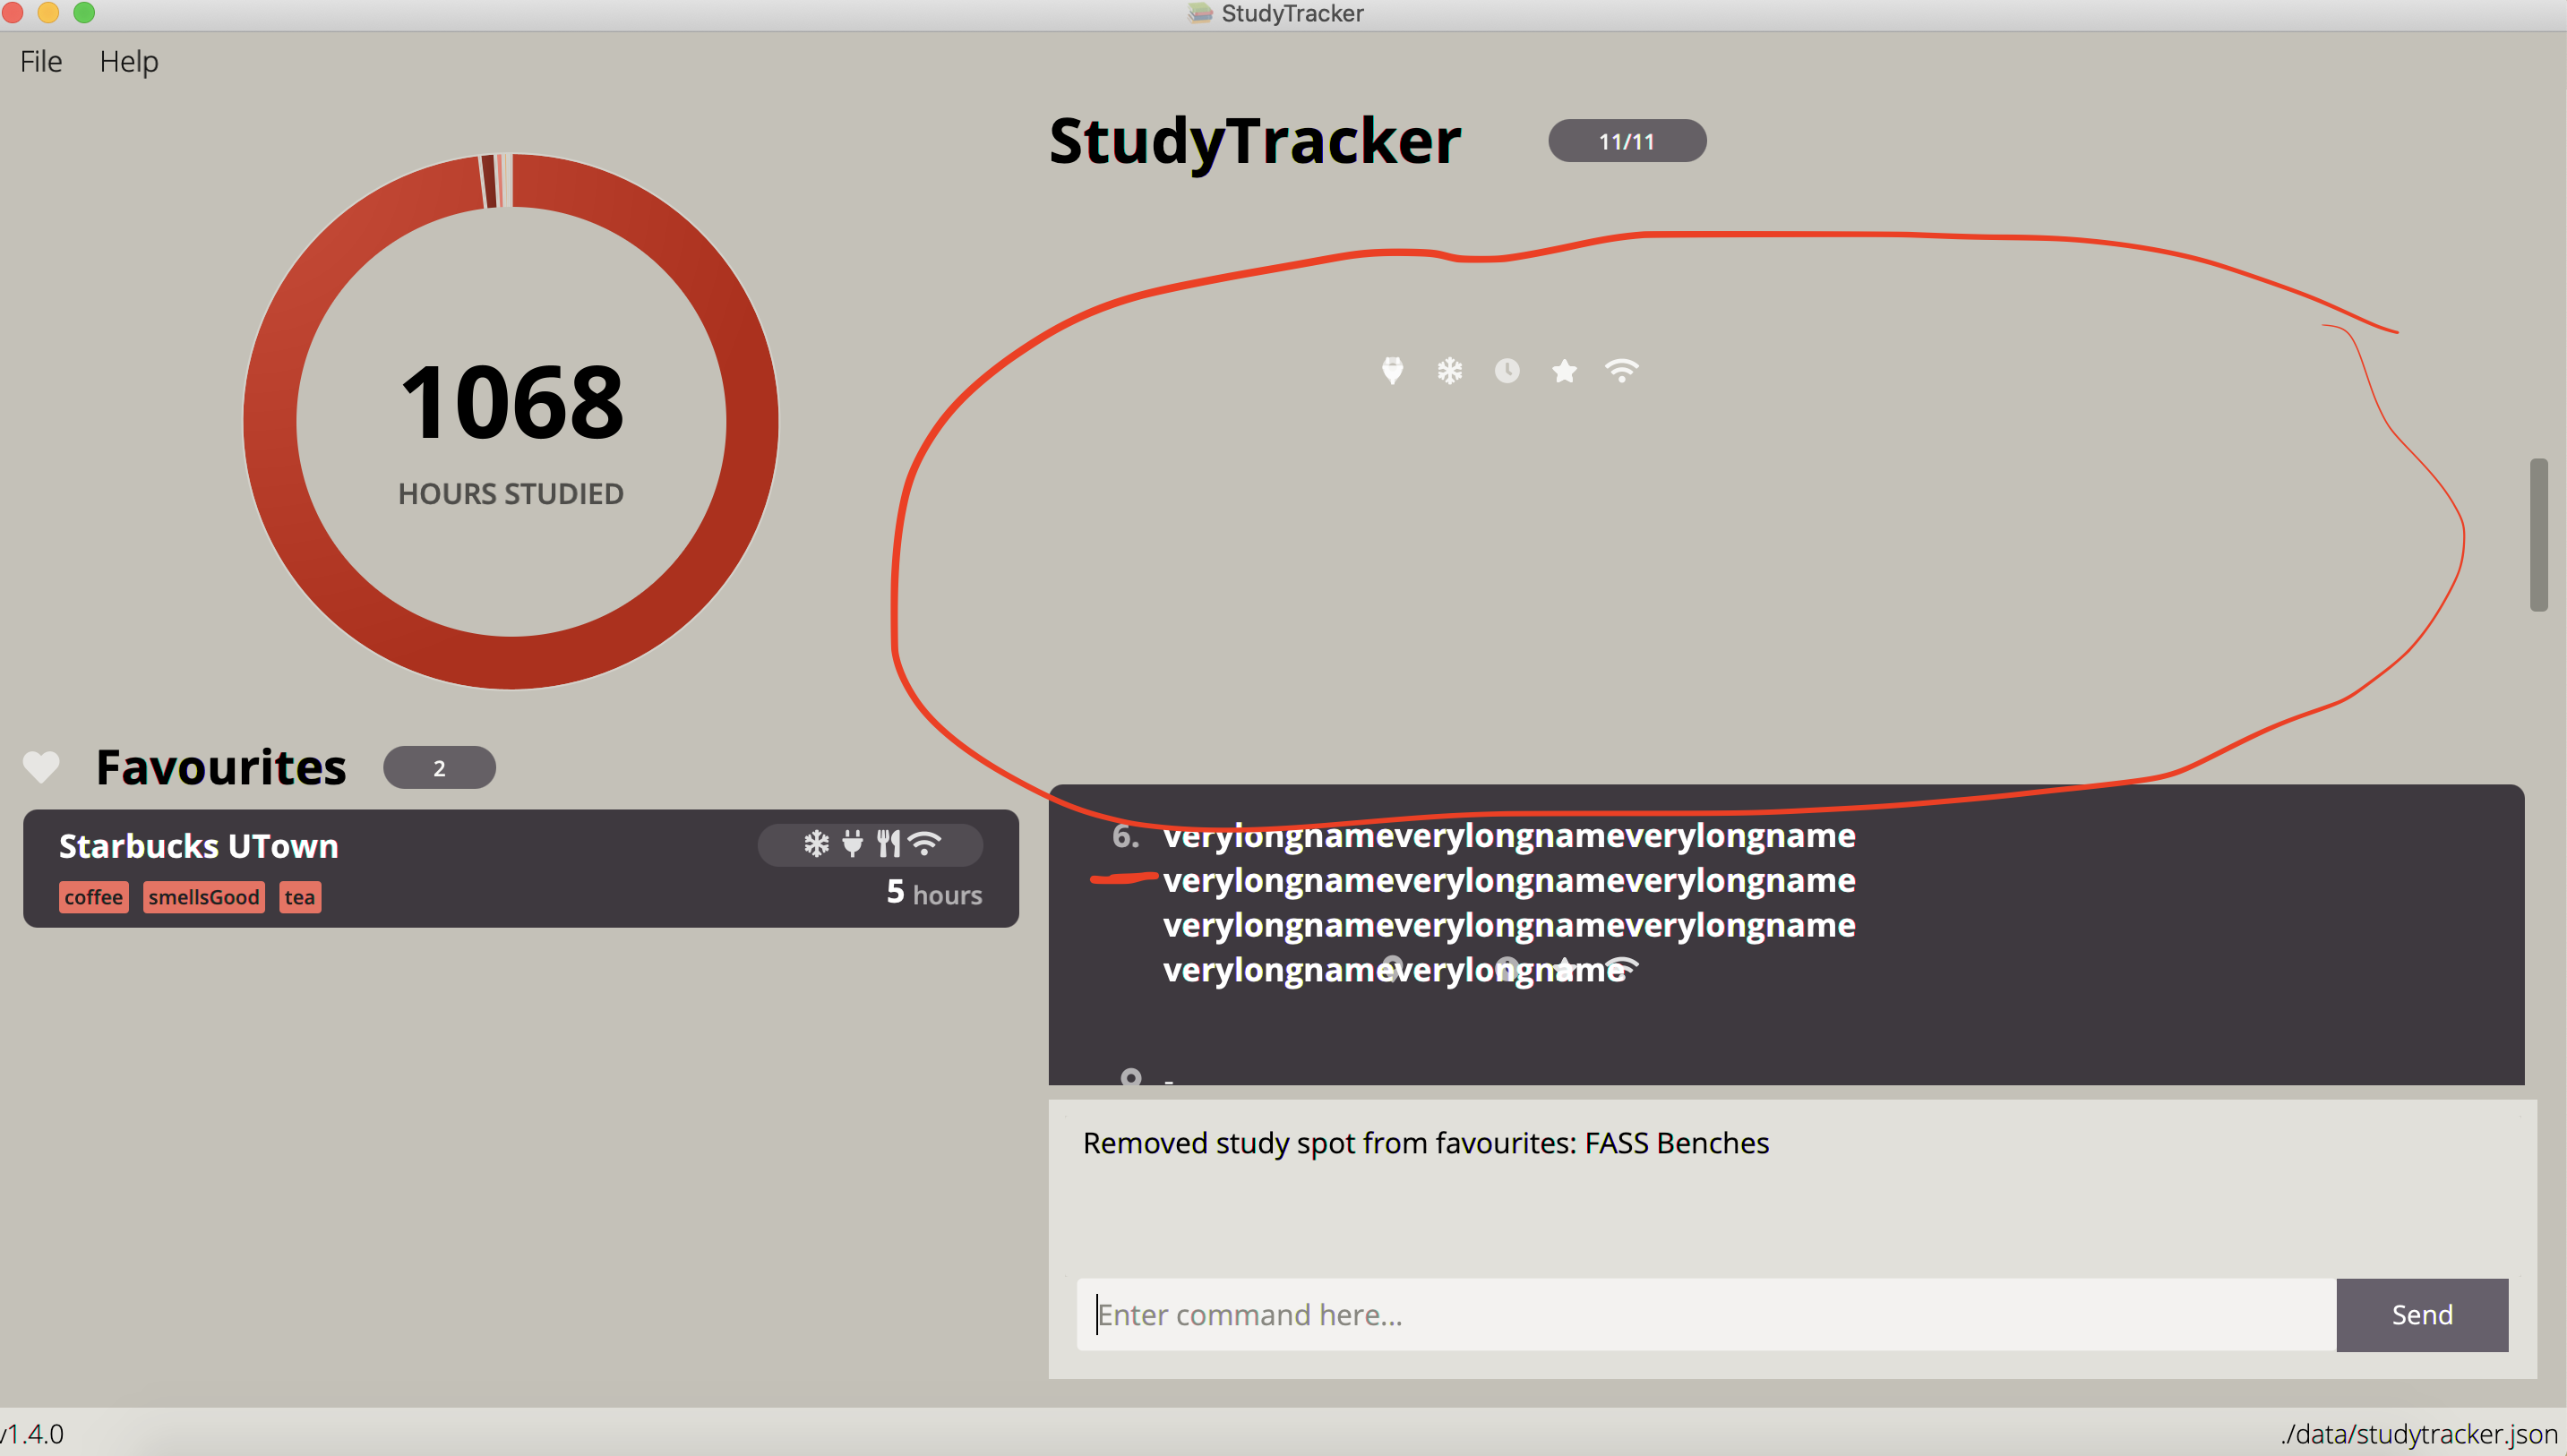 StudyTracker
File Help
StudyTracker 11/11
1068
HOURS STUDIED
Favourites 2
Starbucks UTown
coffee smellsGood tea
5 hours
6. verylongnameverylongnameverylongname
verylongnameverylongnameverylongname
verylongnameverylongnameverylongname
verylongnameverylongname
-
Removed study spot from favourites: FASS Benches
Enter command here...
Send
v1.4.0
./data/studytracker.json